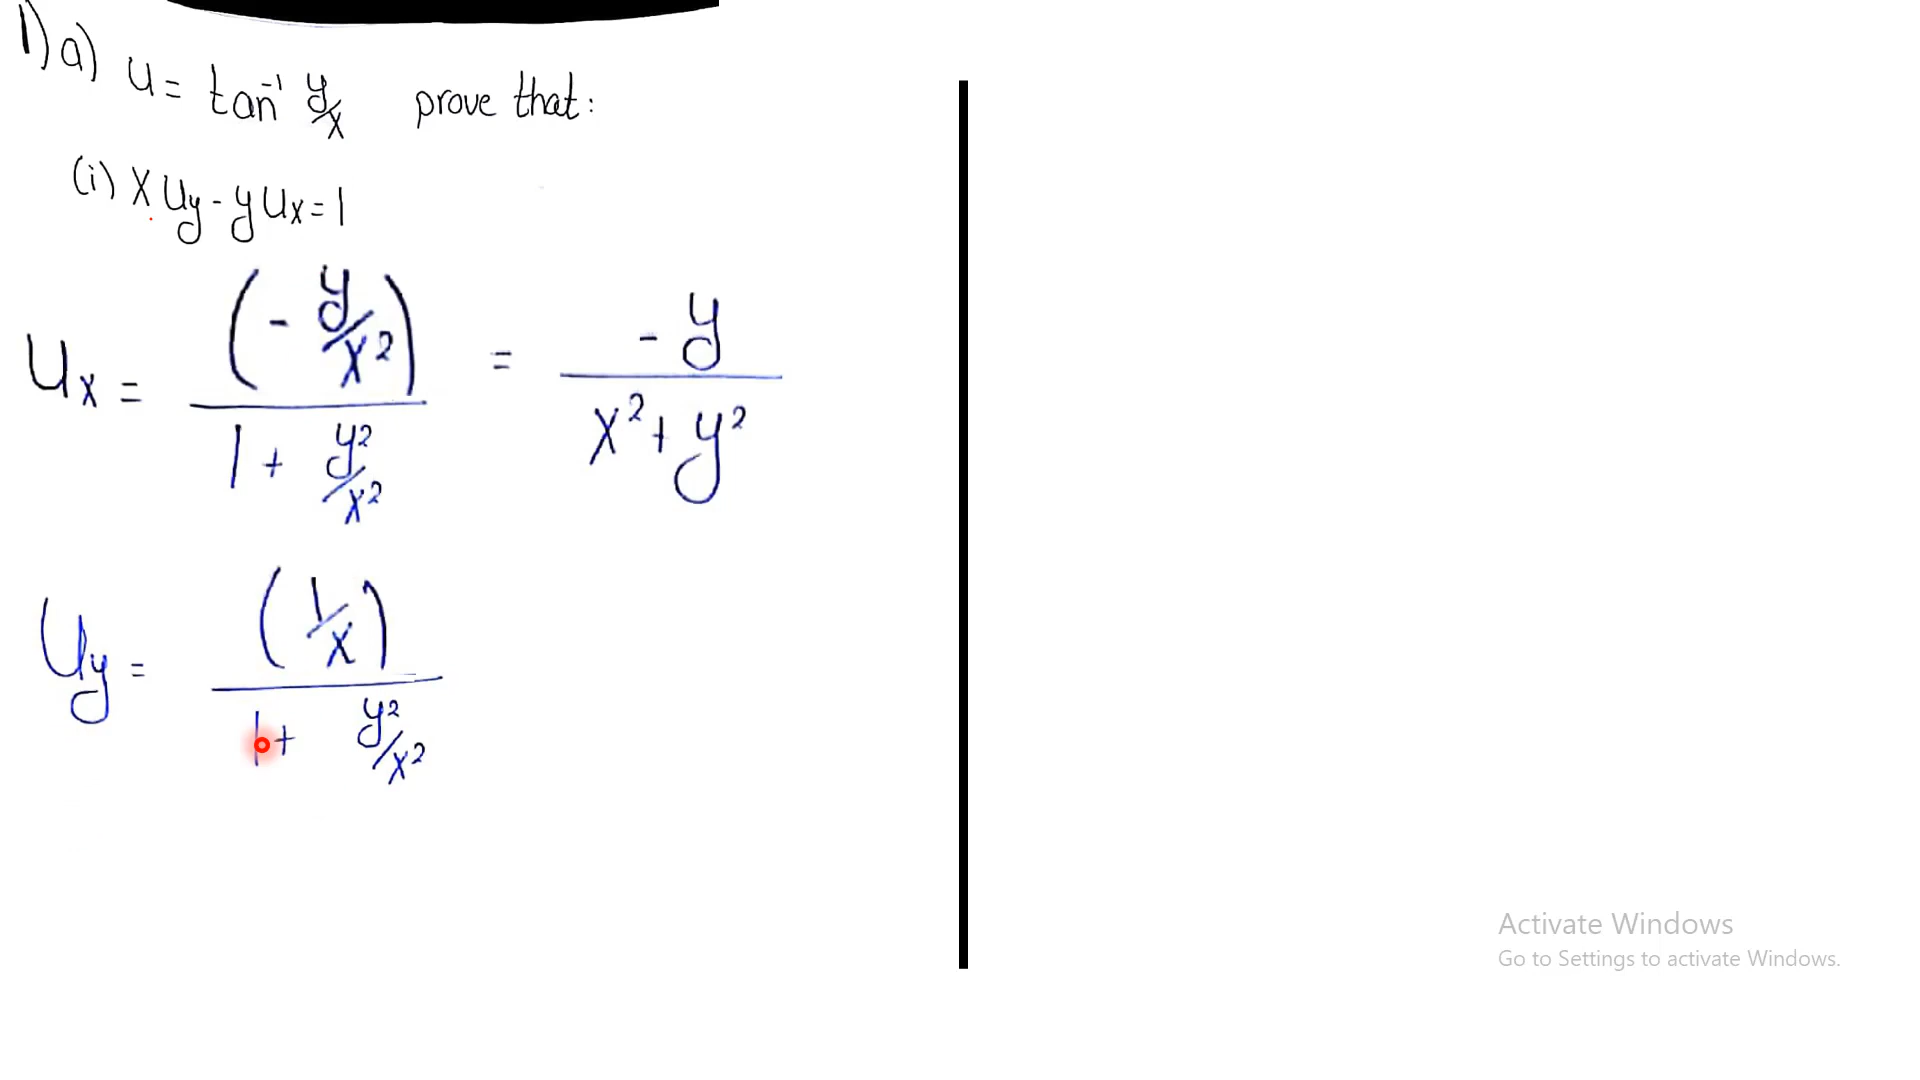 1) a) u = tan⁻¹ y/x prove that:
(i) x Uy - y Ux = 1
Ux = (- y/x²) / (1 + y²/x²) = -y / (x² + y²)
Uy = (1/x) / (1 + y²/x²)
Activate Windows
Go to Settings to activate Windows.